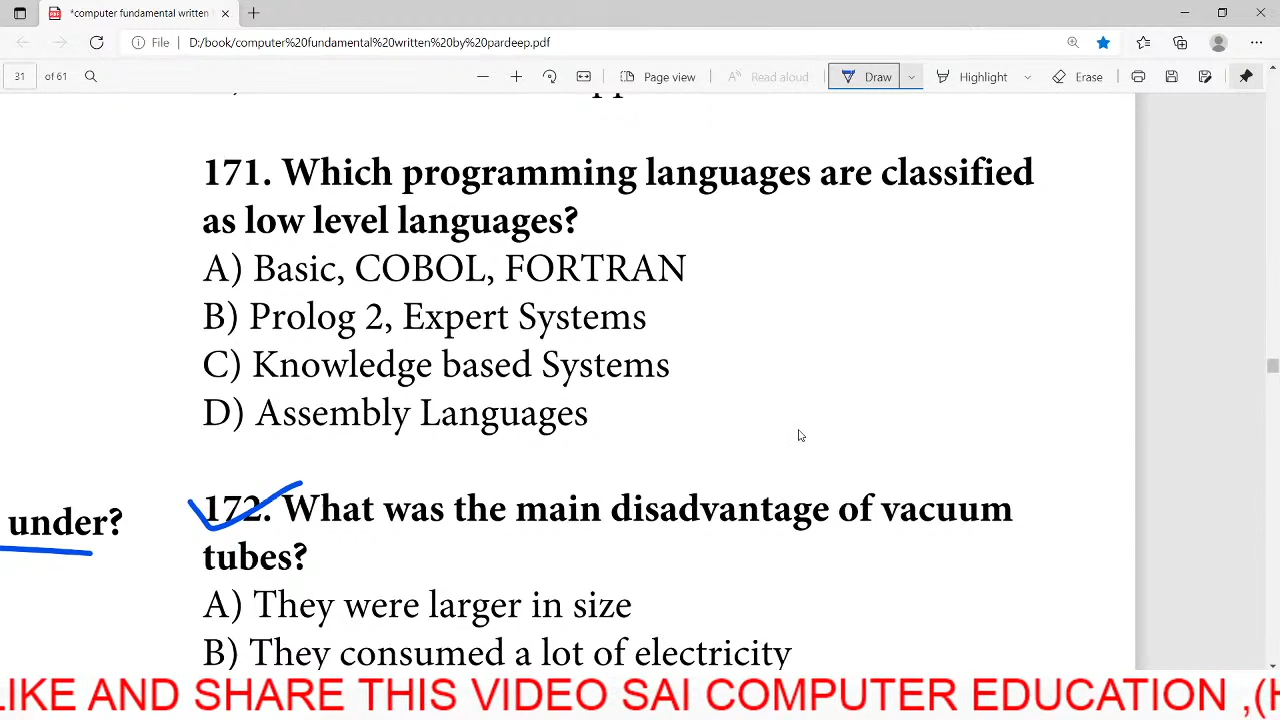 *computer fundamental written
File
D:/book/computer%20fundamental%20written%20by%20pardeep.pdf
31 of 61
Page view
Read aloud
Draw
Highlight
Erase
171. Which programming languages are classified
as low level languages?
A) Basic, COBOL, FORTRAN
B) Prolog 2, Expert Systems
C) Knowledge based Systems
D) Assembly Languages
under?
172. What was the main disadvantage of vacuum
tubes?
A) They were larger in size
B) They consumed a lot of electricity
LIKE AND SHARE THIS VIDEO SAI COMPUTER EDUCATION ,(H